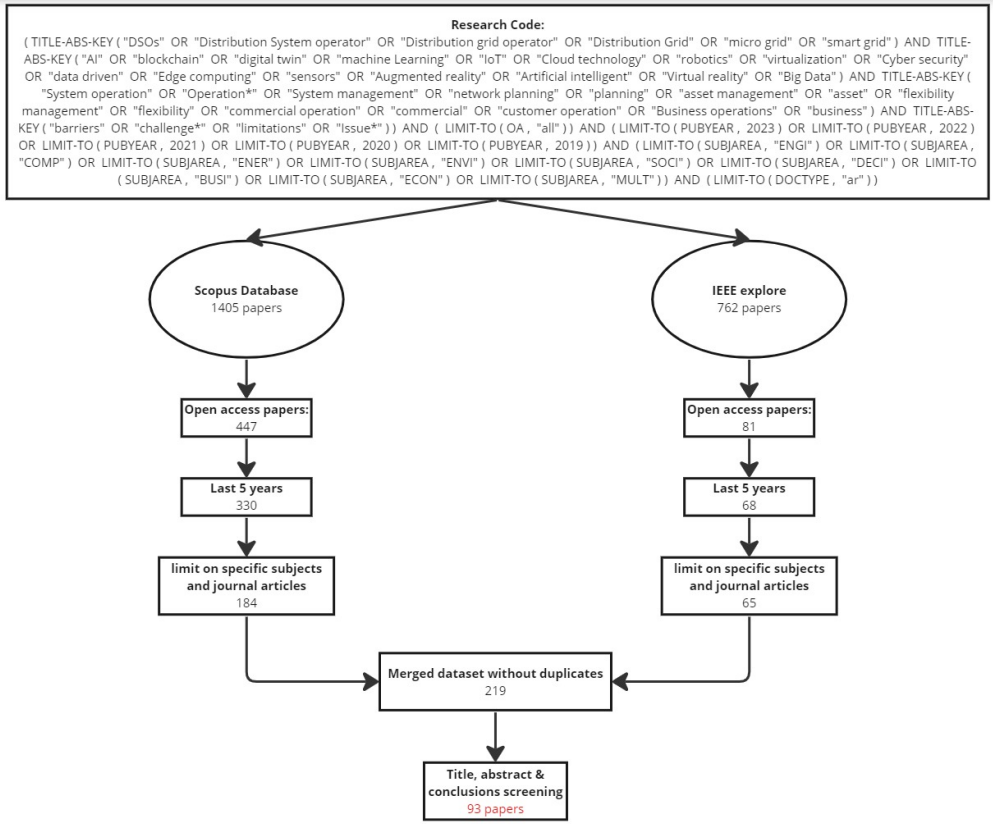 Research Code:
( TITLE-ABS-KEY ( "DSOs" OR "Distribution System operator" OR "Distribution grid operator" OR "Distribution Grid" OR "micro grid" OR "smart grid" ) AND TITLE-
ABS-KEY ( "AI" OR "blockchain" OR "digital twin" OR "machine Learning" OR "IoT" OR "Cloud technology" OR "robotics" OR "virtualization" OR "Cyber security"
OR "data driven" OR "Edge computing" OR "sensors" OR "Augmented reality" OR "Artificial intelligent" OR "Virtual reality" OR "Big Data" ) AND TITLE-ABS-KEY (
"System operation" OR "Operation*" OR "System management" OR "network planning" OR "planning" OR "asset management" OR "asset" OR "flexibility
management" OR "flexibility" OR "commercial operation" OR "commercial" OR "customer operation" OR "Business operations" OR "business" ) AND TITLE-ABS-
KEY ( "barriers" OR "challenge*" OR "limitations" OR "Issue*" ) ) AND ( LIMIT-TO ( OA , "all" ) ) AND ( LIMIT-TO ( PUBYEAR , 2023 ) OR LIMIT-TO ( PUBYEAR , 2022 )
OR LIMIT-TO ( PUBYEAR , 2021 ) OR LIMIT-TO ( PUBYEAR , 2020 ) OR LIMIT-TO ( PUBYEAR , 2019 ) ) AND ( LIMIT-TO ( SUBJAREA , "ENGI" ) OR LIMIT-TO ( SUBJAREA ,
"COMP" ) OR LIMIT-TO ( SUBJAREA , "ENER" ) OR LIMIT-TO ( SUBJAREA , "ENVI" ) OR LIMIT-TO ( SUBJAREA , "SOCI" ) OR LIMIT-TO ( SUBJAREA , "DECI" ) OR LIMIT-TO
( SUBJAREA , "BUSI" ) OR LIMIT-TO ( SUBJAREA , "ECON" ) OR LIMIT-TO ( SUBJAREA , "MULT" ) ) AND ( LIMIT-TO ( DOCTYPE , "ar" ) )
Scopus Database
1405 papers
IEEE explore
762 papers
Open access papers:
447
Open access papers:
81
Last 5 years
330
Last 5 years
68
limit on specific subjects
and journal articles
184
limit on specific subjects
and journal articles
65
Merged dataset without duplicates
219
Title, abstract &
conclusions screening
93 papers